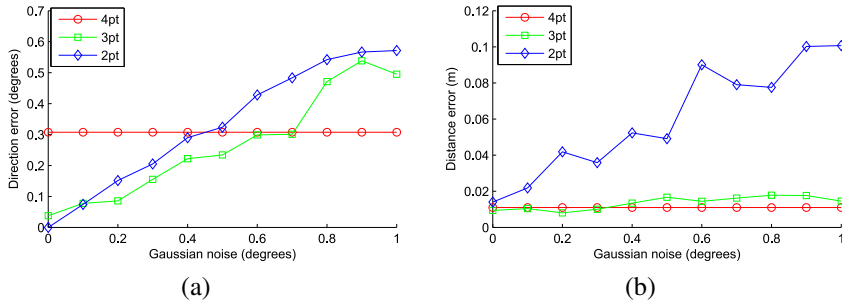 0.7
0.6
0.5
0.4
0.3
0.2
0.1
0
Direction error (degrees)
4pt
3pt
2pt
0 0.2 0.4 0.6 0.8 1
Gaussian noise (degrees)
(a)
0.12
0.1
0.08
0.06
0.04
0.02
0
Distance error (m)
4pt
3pt
2pt
0 0.2 0.4 0.6 0.8 1
Gaussian noise (degrees)
(b)